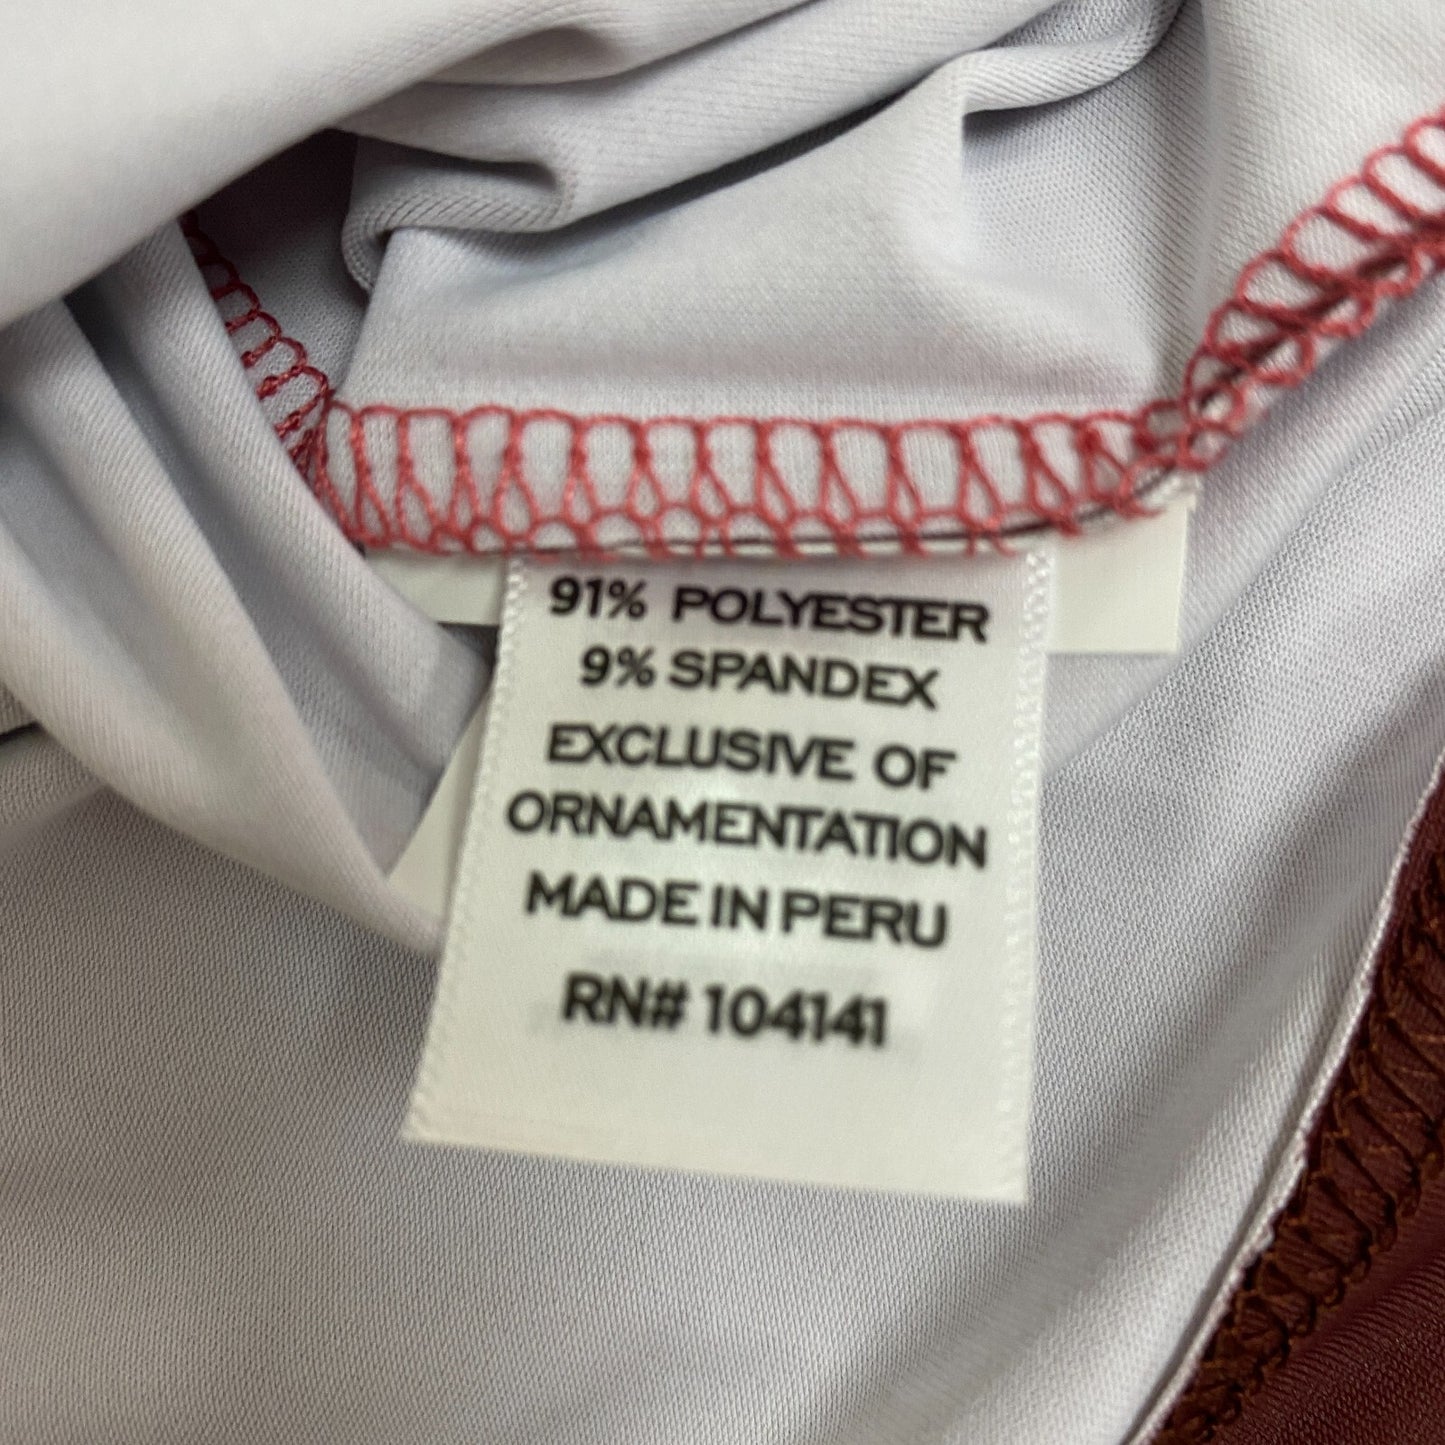 91% POLYESTER
9% SPANDEX
EXCLUSIVE OF
ORNAMENTATION
MADE IN PERU
RN# 104141